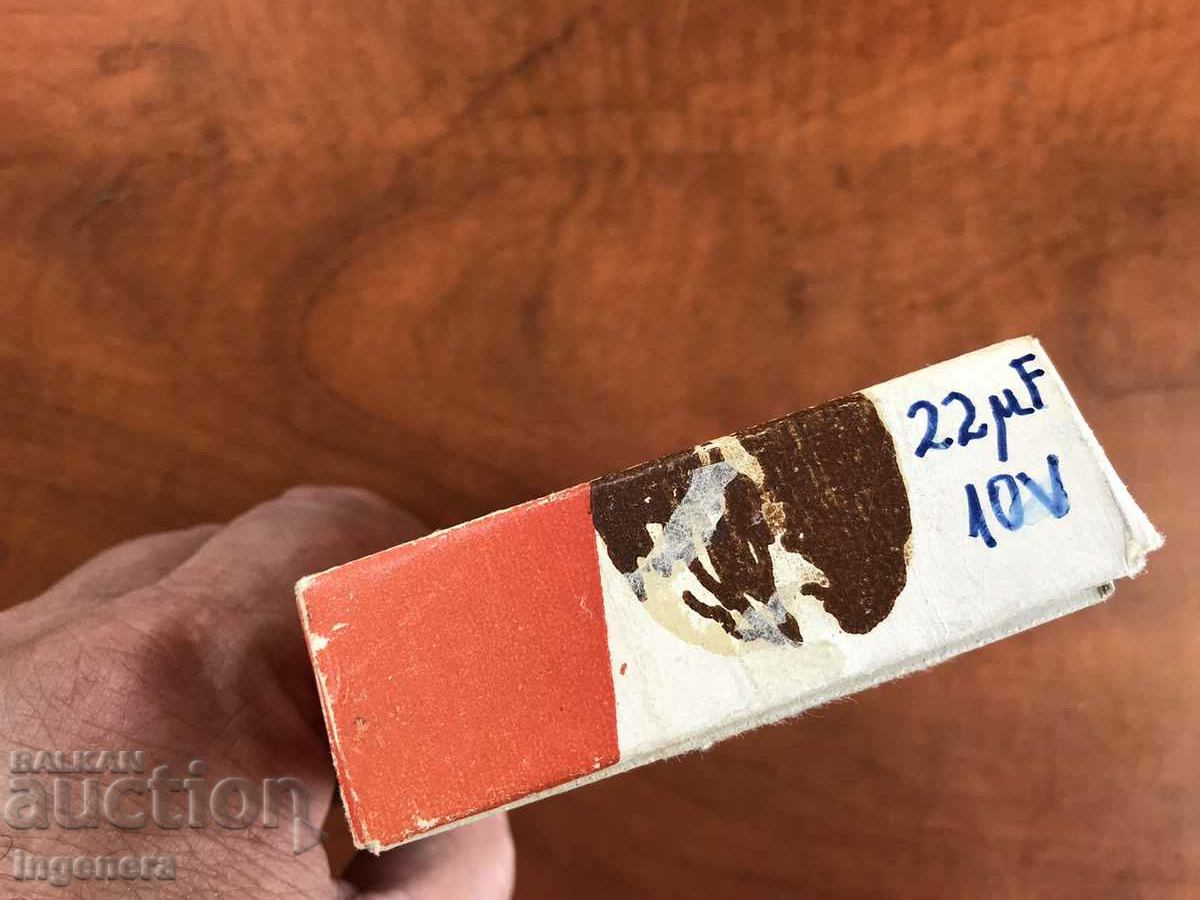 22µF
10V
BALKAN
auction
ingenera